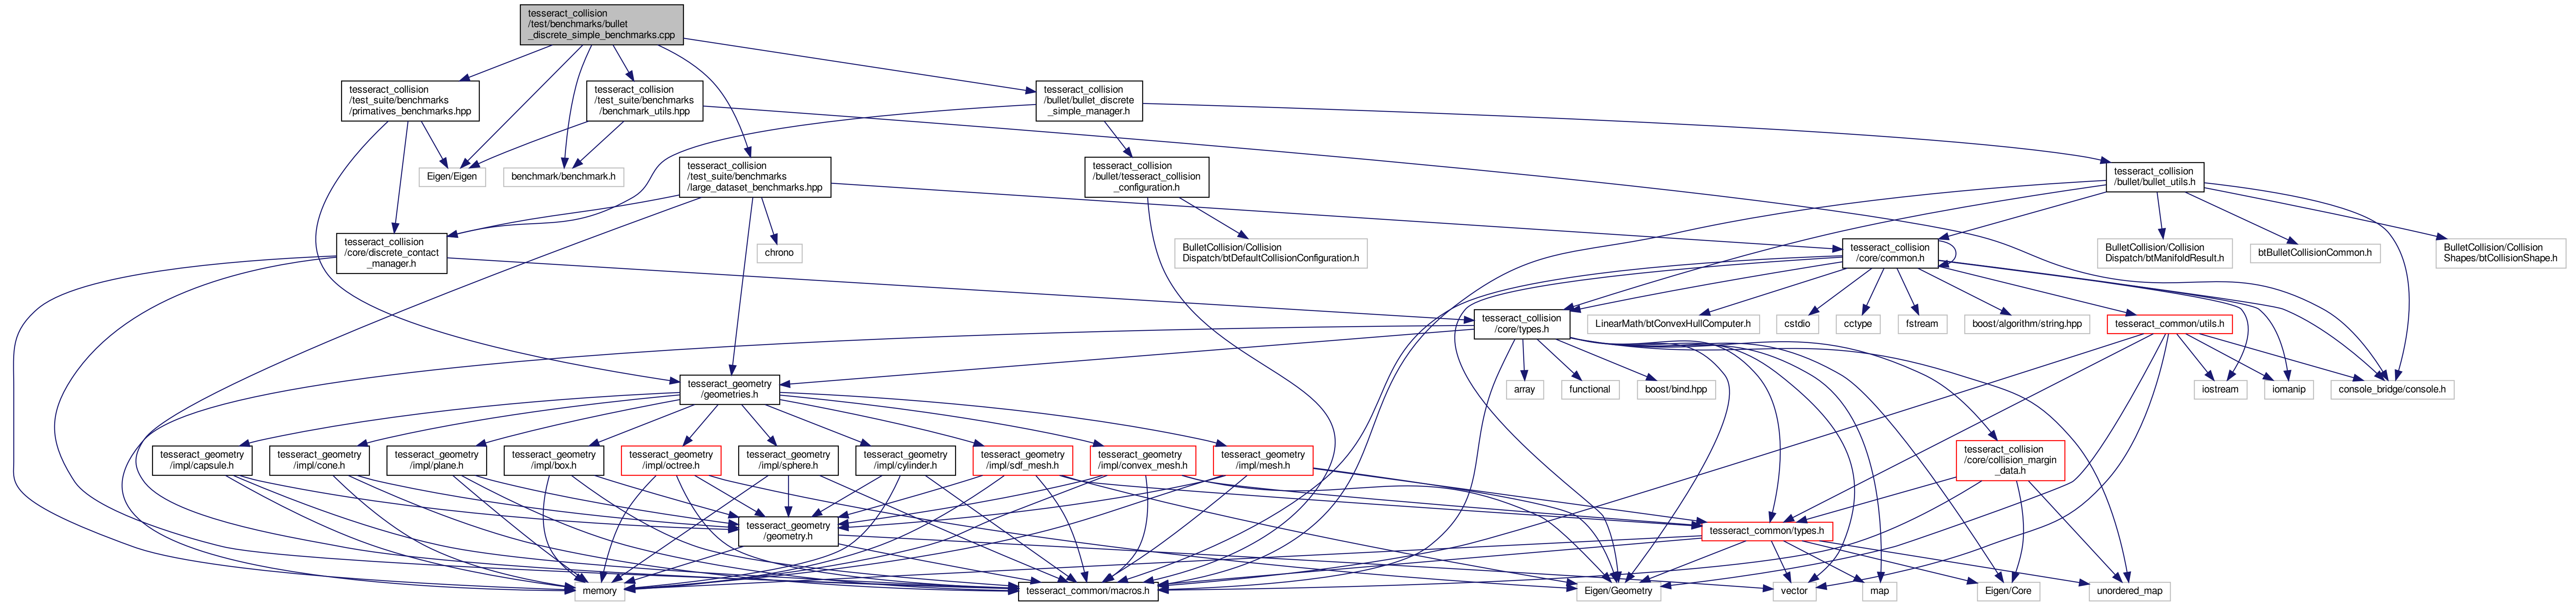 tesseract_collision
/test/benchmarks/bullet
_discrete_simple_benchmarks.cpp
tesseract_collision
/test_suite/benchmarks
/primatives_benchmarks.hpp
tesseract_collision
/test_suite/benchmarks
/benchmark_utils.hpp
tesseract_collision
/bullet/bullet_discrete
_simple_manager.h
Eigen/Eigen
benchmark/benchmark.h
tesseract_collision
/test_suite/benchmarks
/large_dataset_benchmarks.hpp
tesseract_collision
/bullet/tesseract_collision
_configuration.h
tesseract_collision
/bullet/bullet_utils.h
tesseract_collision
/core/discrete_contact
_manager.h
chrono
BulletCollision/Collision
Dispatch/btDefaultCollisionConfiguration.h
tesseract_collision
/core/common.h
BulletCollision/Collision
Dispatch/btManifoldResult.h
btBulletCollisionCommon.h
BulletCollision/Collision
Shapes/btCollisionShape.h
tesseract_collision
/core/types.h
LinearMath/btConvexHullComputer.h
cstdio
cctype
fstream
boost/algorithm/string.hpp
tesseract_common/utils.h
tesseract_geometry
/geometries.h
array
functional
boost/bind.hpp
iostream
iomanip
console_bridge/console.h
tesseract_geometry
/impl/capsule.h
tesseract_geometry
/impl/cone.h
tesseract_geometry
/impl/plane.h
tesseract_geometry
/impl/box.h
tesseract_geometry
/impl/octree.h
tesseract_geometry
/impl/sphere.h
tesseract_geometry
/impl/cylinder.h
tesseract_geometry
/impl/sdf_mesh.h
tesseract_geometry
/impl/convex_mesh.h
tesseract_geometry
/impl/mesh.h
tesseract_collision
/core/collision_margin
_data.h
tesseract_geometry
/geometry.h
tesseract_common/types.h
memory
tesseract_common/macros.h
Eigen/Geometry
vector
map
Eigen/Core
unordered_map